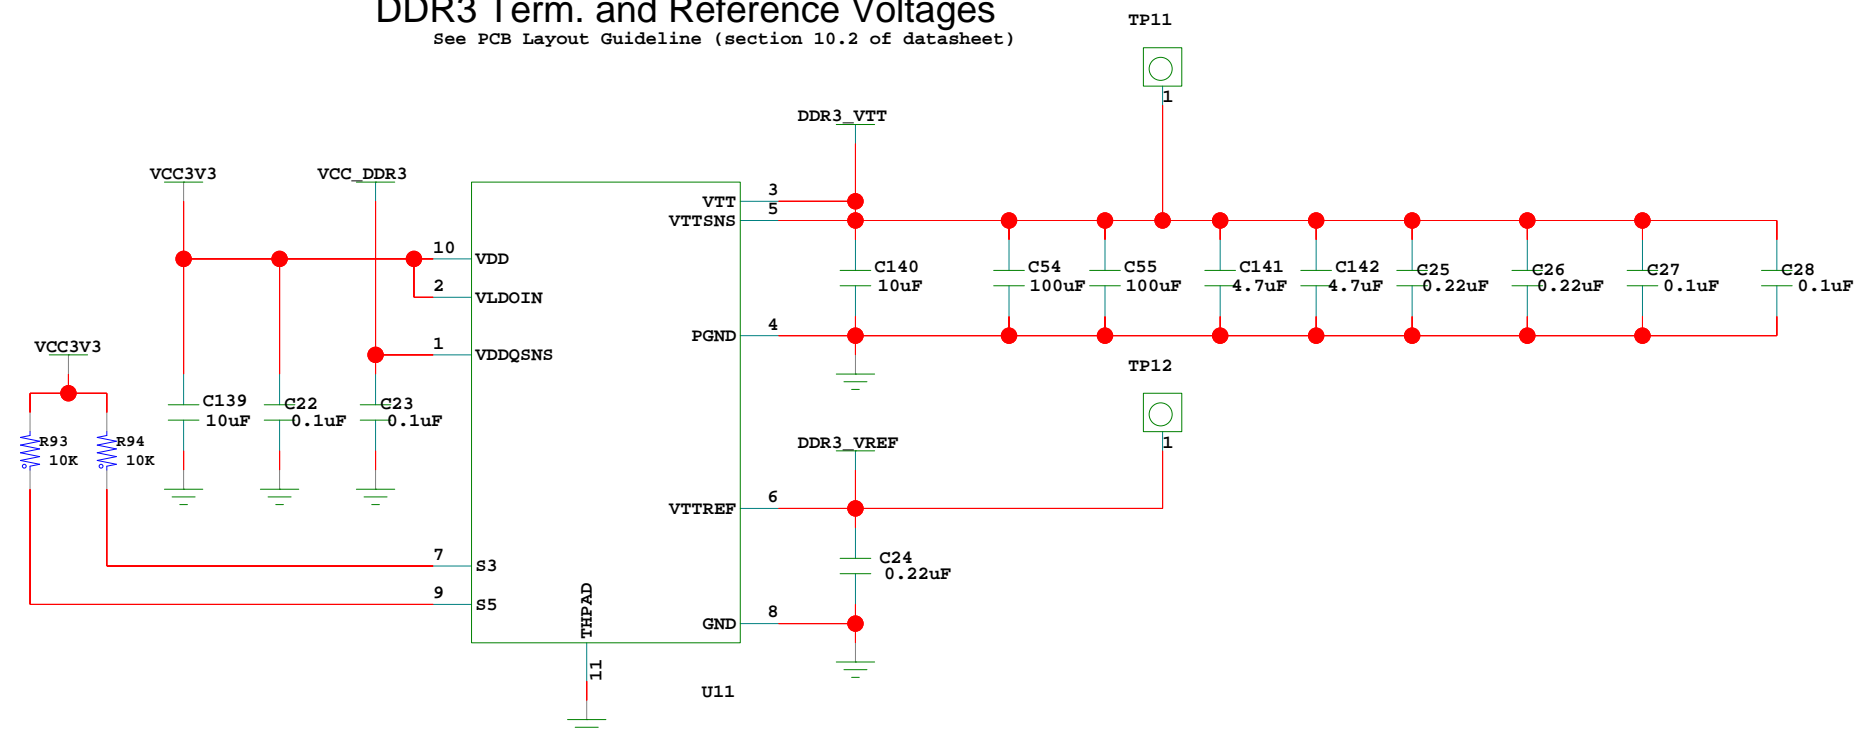 DDR3 Term. and Reference Voltages
See PCB Layout Guideline (section 10.2 of datasheet)
TP11
1
DDR3_VTT
VCC3V3
VCC_DDR3
3
VTT
5
VTTSNS
10
VDD
2
VLDOIN
C140
10uF
C54
100uF
C55
100uF
C141
4.7uF
C142
4.7uF
C25
0.22uF
C26
0.22uF
C27
0.1uF
C28
0.1uF
4
PGND
VCC3V3
1
VDDQSNS
TP12
1
C139
10uF
C22
0.1uF
C23
0.1uF
R93
10K
R94
10K
DDR3_VREF
6
VTTREF
7
S3
9
S5
C24
0.22uF
THPAD
11
8
GND
U11